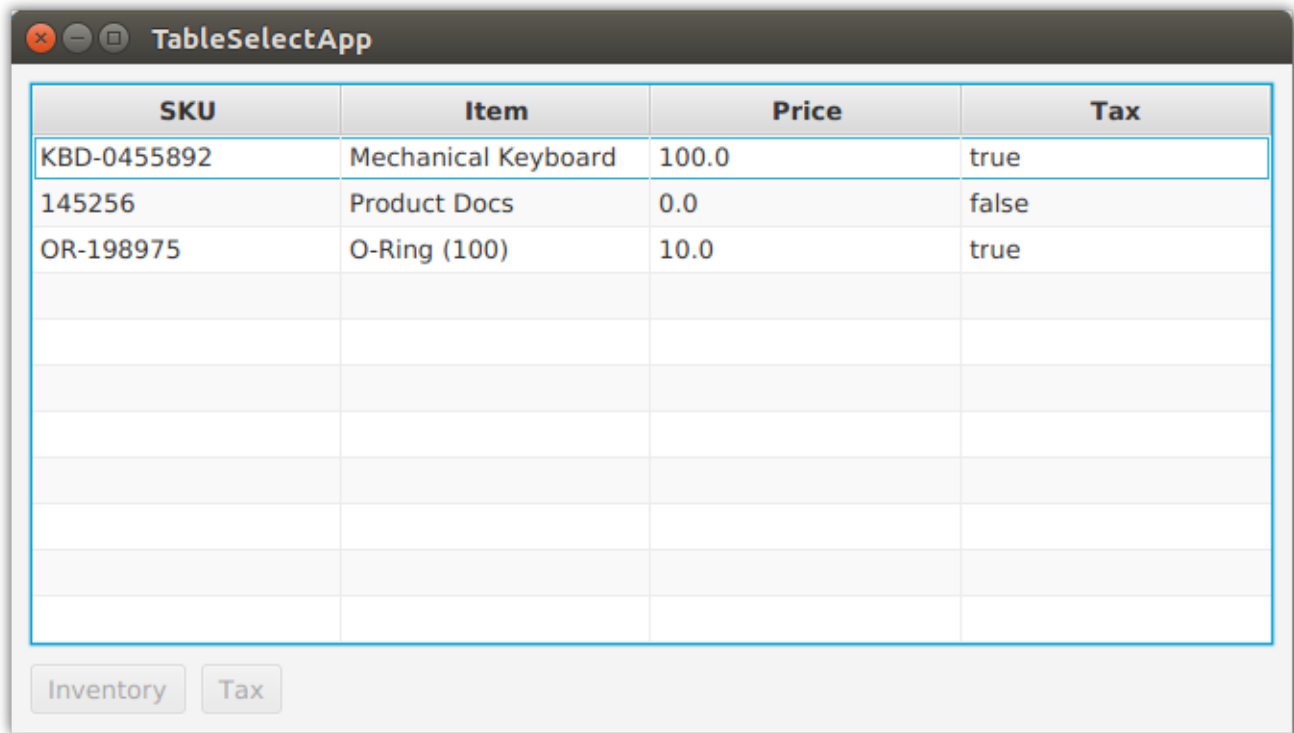 TableSelectApp
SKU Item Price Tax
KBD-0455892 Mechanical Keyboard 100.0 true
145256 Product Docs 0.0 false
OR-198975 O-Ring (100) 10.0 true
Inventory Tax